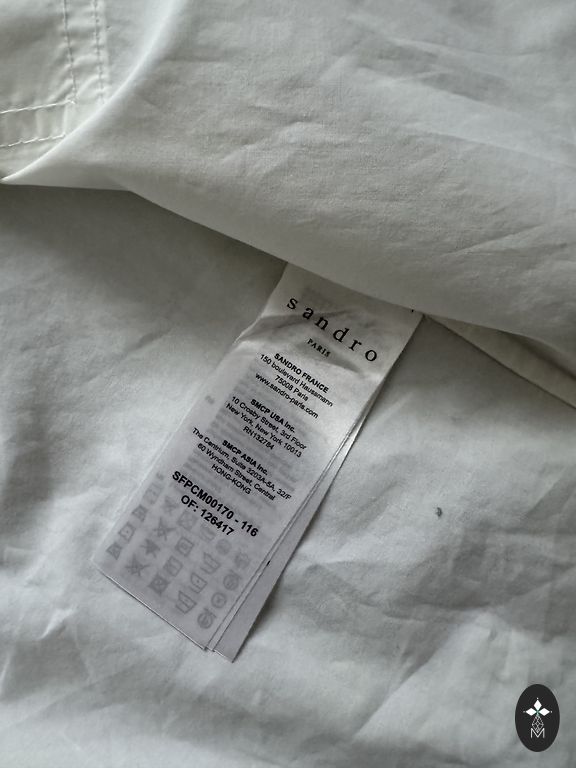 sandro
PARIS
SANDRO FRANCE
150 boulevard Haussmann
75008 Paris
www.sandro-paris.com
SMCP USA Inc.
10 Crosby Street, 3rd Floor
New York, New York 10013
RN132784
SMCP ASIA Inc.
The Centrium, Suite 3203A-5A, 32/F
60 Wyndham Street, Central
HONG-KONG
SFPCM00170 - 116
OF: 126417
M